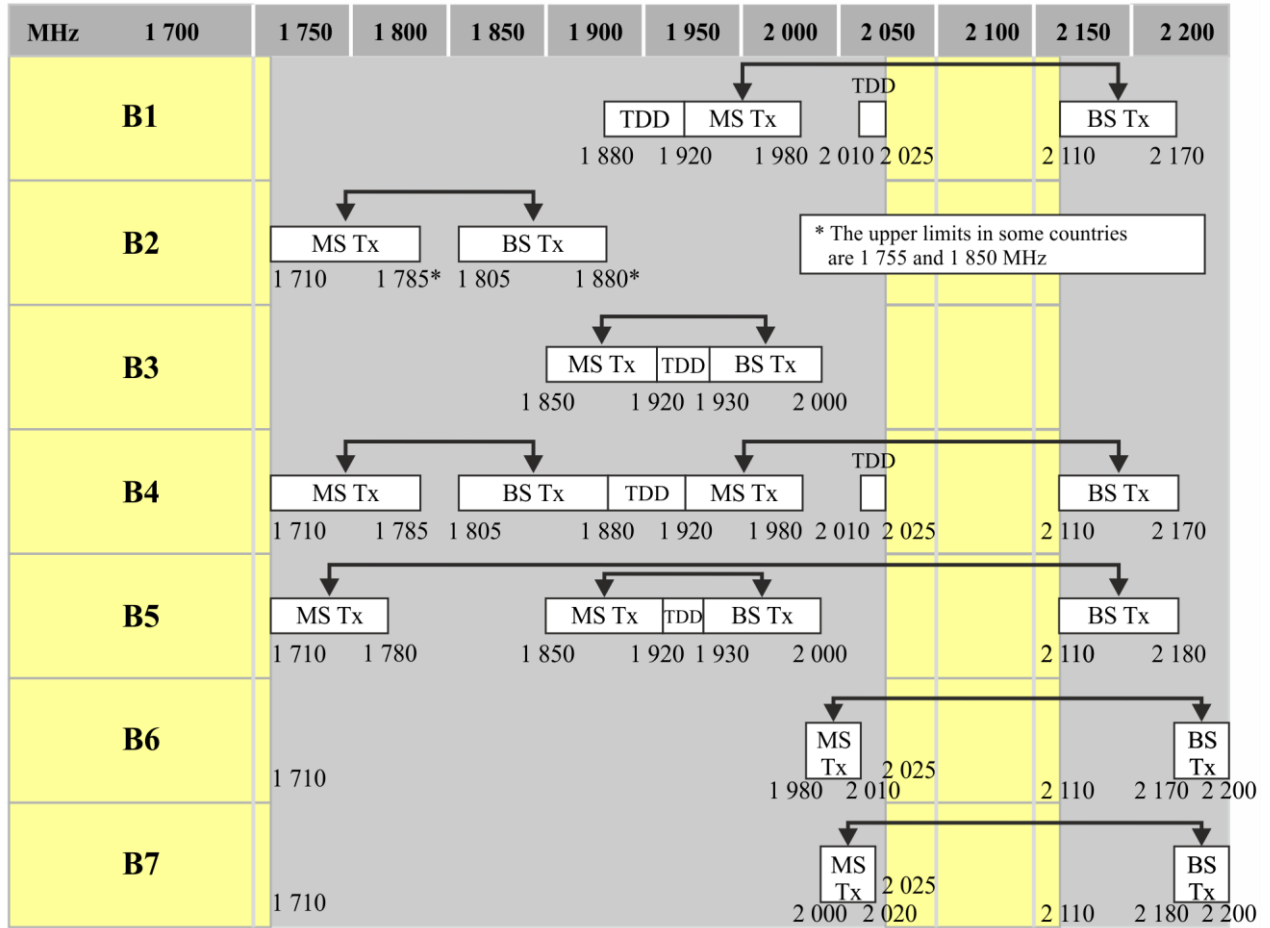 MHz 1 700 1 750 1 800 1 850 1 900 1 950 2 000 2 050 2 100 2 150 2 200
TDD
B1 TDD MS Tx BS Tx
1 880 1 920 1 980 2 010 2 025 2 110 2 170
B2 MS Tx BS Tx
1 710 1 785* 1 805 1 880*
* The upper limits in some countries
are 1 755 and 1 850 MHz
B3 MS Tx TDD BS Tx
1 850 1 920 1 930 2 000
TDD
B4 MS Tx BS Tx TDD MS Tx BS Tx
1 710 1 785 1 805 1 880 1 920 1 980 2 010 2 025 2 110 2 170
B5 MS Tx MS Tx TDD BS Tx BS Tx
1 710 1 780 1 850 1 920 1 930 2 000 2 110 2 180
B6 MS BS
Tx Tx
1 710 2 025
1 980 2 010 2 110 2 170 2 200
B7 MS BS
Tx Tx
1 710 2 025
2 000 2 020 2 110 2 180 2 200